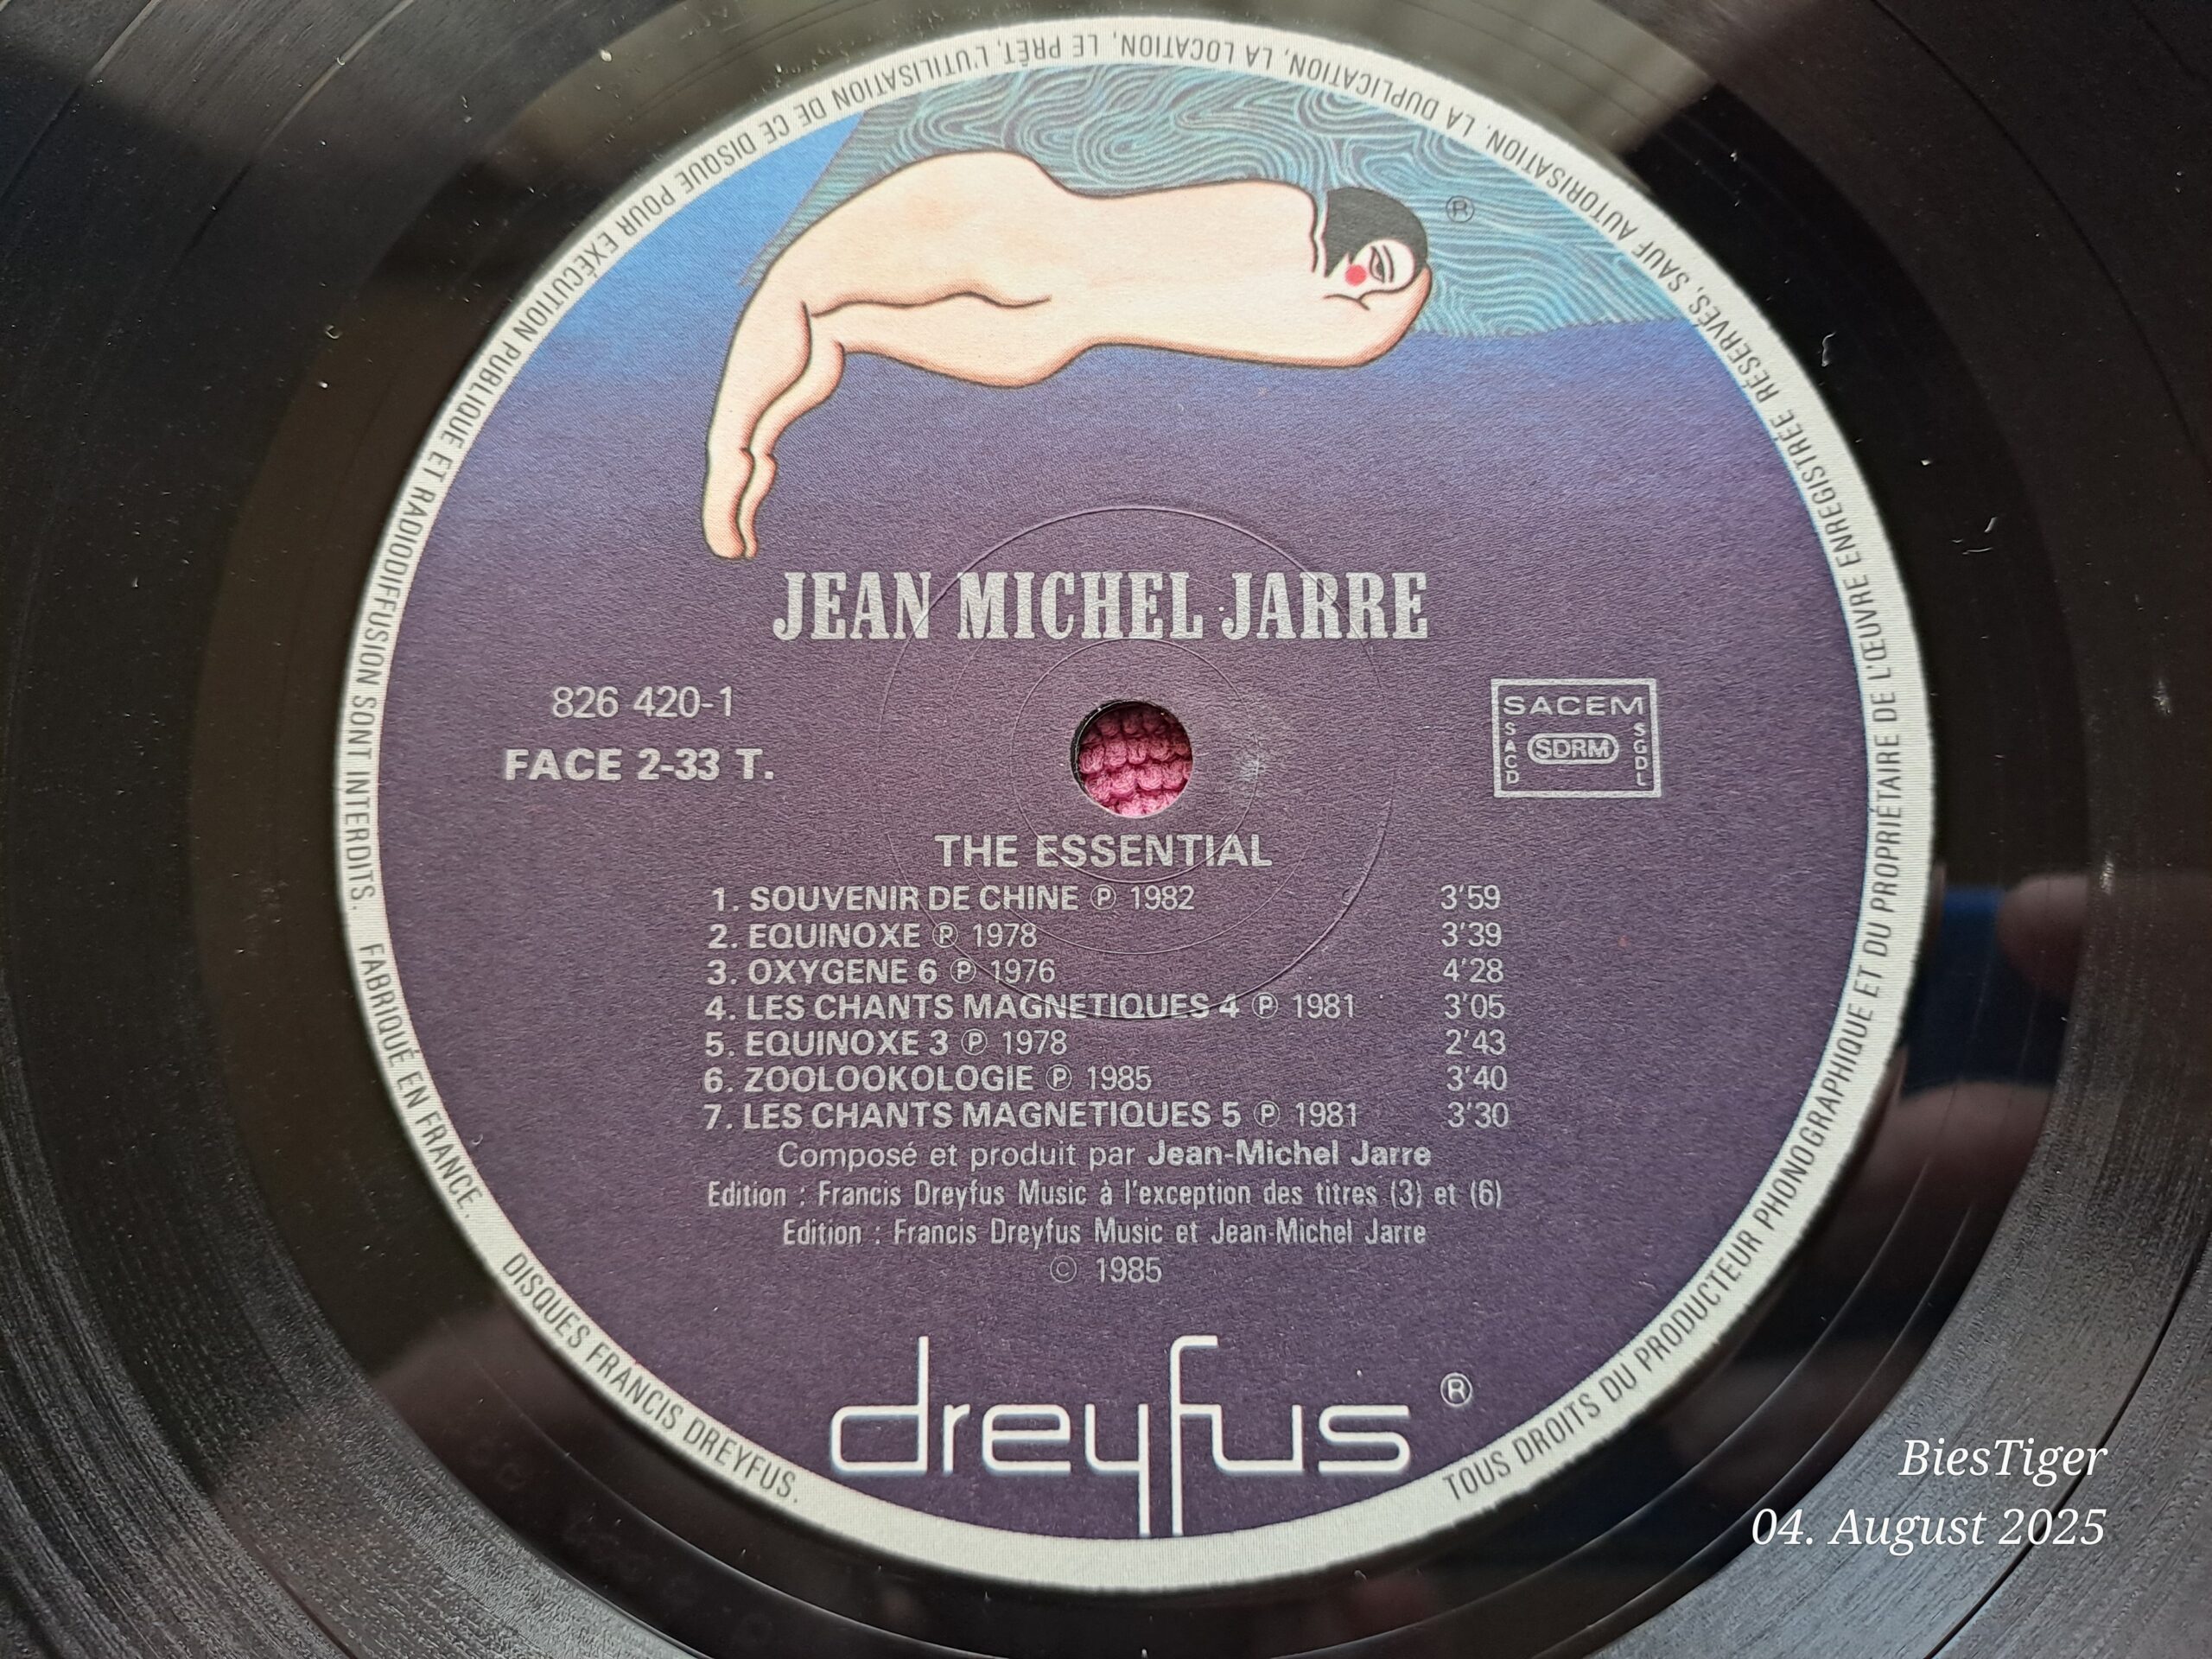 JEAN MICHEL JARRE
826 420-1
FACE 2-33 T.
SACEM
SACD
SDRM
SGDL
THE ESSENTIAL
1. SOUVENIR DE CHINE ℗ 1982 3'59
2. EQUINOXE ℗ 1978 3'39
3. OXYGENE 6 ℗ 1976 4'28
4. LES CHANTS MAGNETIQUES 4 ℗ 1981 3'05
5. EQUINOXE 3 ℗ 1978 2'43
6. ZOOLOOKOLOGIE ℗ 1985 3'40
7. LES CHANTS MAGNETIQUES 5 ℗ 1981 3'30
Composé et produit par Jean-Michel Jarre
Edition : Francis Dreyfus Music à l'exception des titres (3) et (6)
Edition : Francis Dreyfus Music et Jean-Michel Jarre
© 1985
dreyfus ®
®
TOUS DROITS DU PRODUCTEUR PHONOGRAPHIQUE ET DU PROPRIÉTAIRE DE L'ŒUVRE ENREGISTRÉE RÉSERVÉS, SAUF AUTORISATION, LA DUPLICATION, LA LOCATION, LE PRÊT, L'UTILISATION DE CE DISQUE POUR EXÉCUTION PUBLIQUE ET RADIODIFFUSION SONT INTERDITS. FABRIQUÉ EN FRANCE. DISQUES FRANCIS DREYFUS.
BiesTiger
04. August 2025